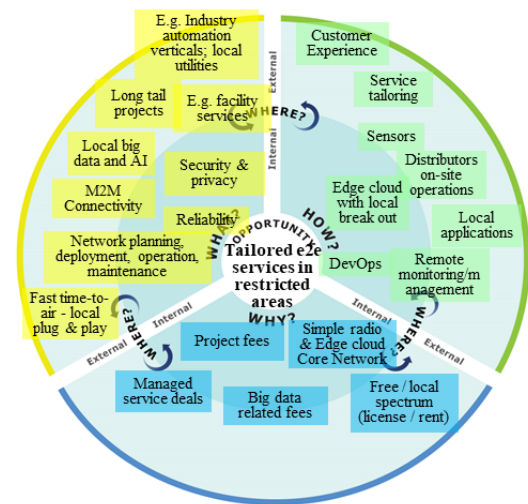 E.g. Industry
automation
verticals; local
utilities
Long tail
projects
E.g. facility
services
Local big
data and AI
Security &
privacy
M2M
Connectivity
Reliability
Network planning,
deployment, operation,
maintenance
Fast time-to-
air - local
plug & play
WHAT?
External
Internal
WHERE?
Customer
Experience
Service
tailoring
Sensors
Distributors
on-site
operations
Edge cloud
with local
break out
Local
applications
DevOps
Remote
monitoring/m
anagement
HOW?
OPPORTUNITY
Tailored e2e
services in
restricted
areas
WHY?
WHERE?
Internal
External
WHERE?
Internal
External
Project fees
Simple radio
& Edge cloud
Core Network
Managed
service deals
Big data
related fees
Free / local
spectrum
(license / rent)